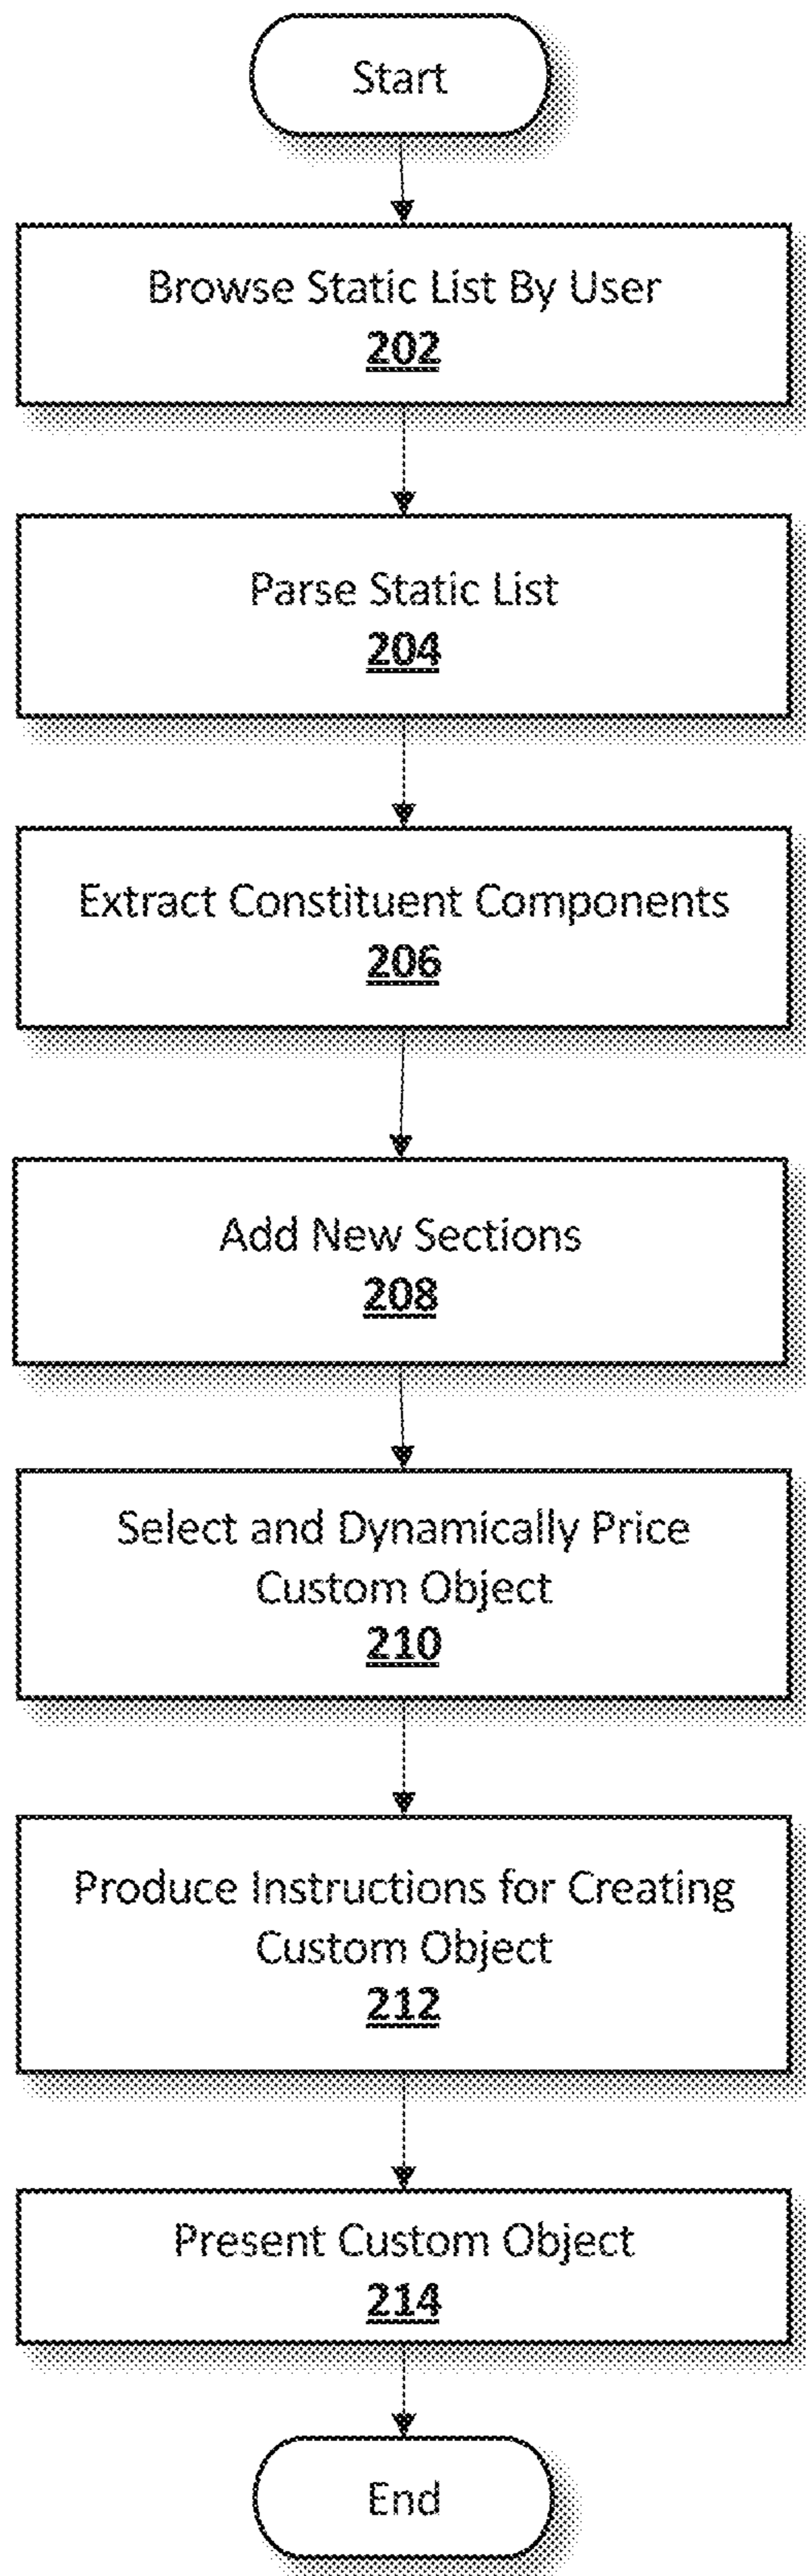 Start
Browse Static List By User
202
Parse Static List
204
Extract Constituent Components
206
Add New Sections
208
Select and Dynamically Price
Custom Object
210
Produce Instructions for Creating
Custom Object
212
Present Custom Object
214
End